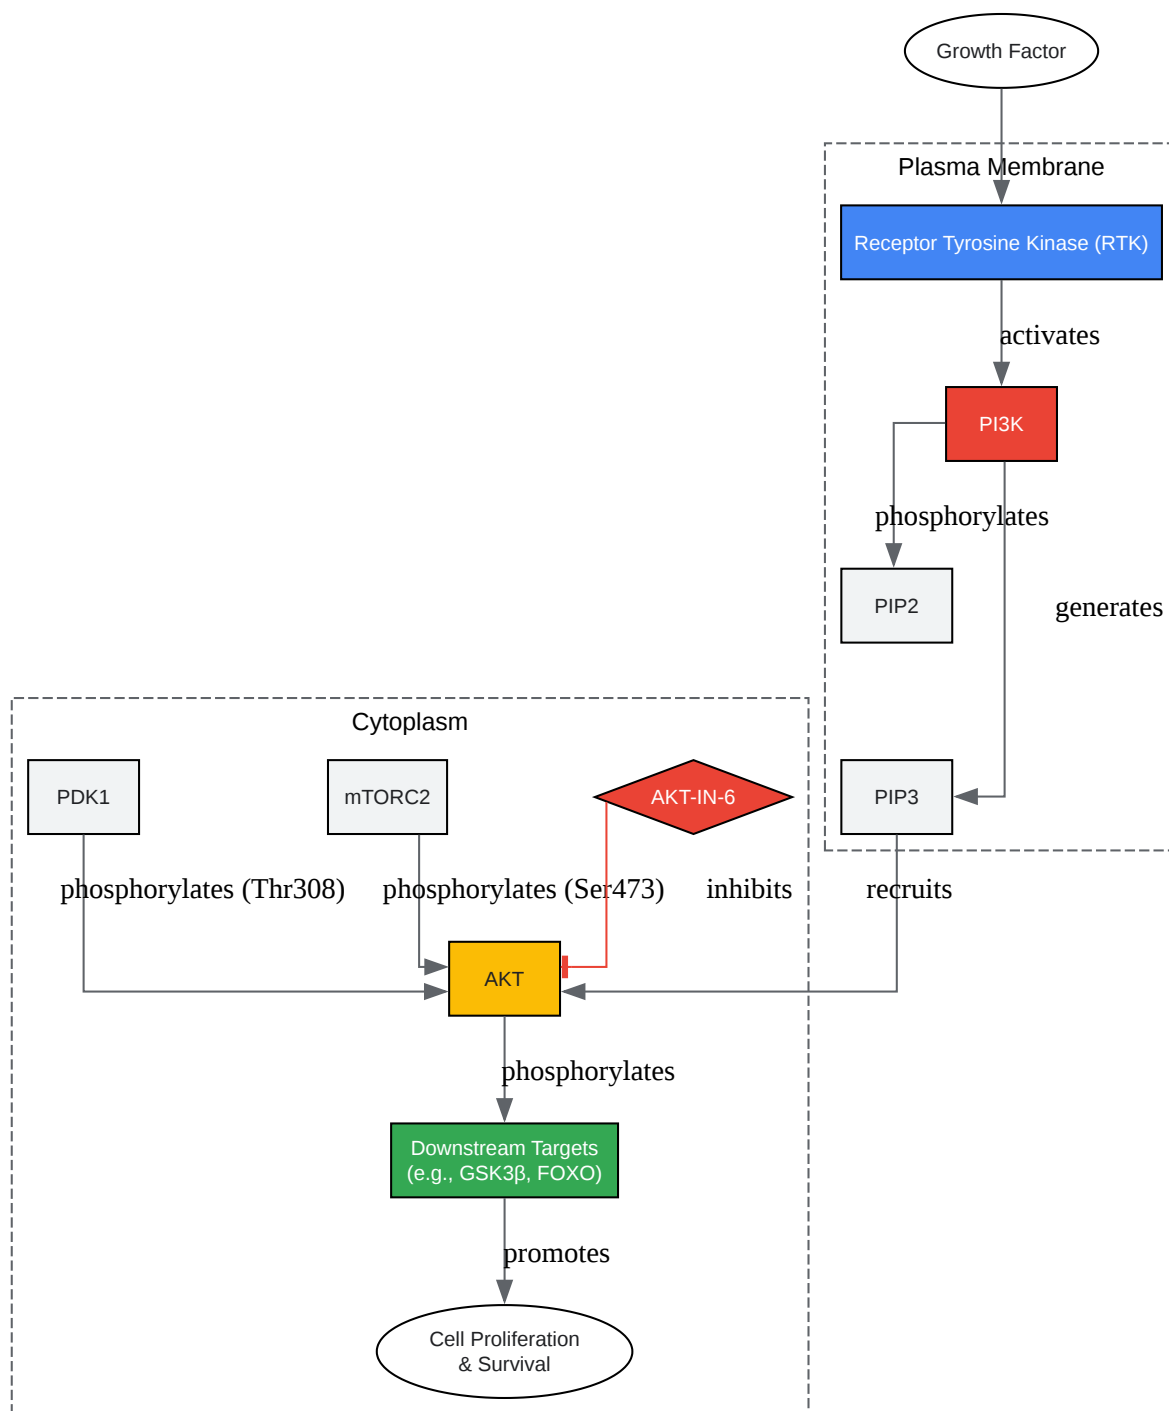 Growth Factor
Plasma Membrane
Receptor Tyrosine Kinase (RTK)
activates
PI3K
phosphorylates
PIP2
generates
Cytoplasm
PDK1
mTORC2
AKT-IN-6
PIP3
phosphorylates (Thr308)
phosphorylates (Ser473)
inhibits
recruits
AKT
phosphorylates
Downstream Targets
(e.g., GSK3β, FOXO)
promotes
Cell Proliferation
& Survival